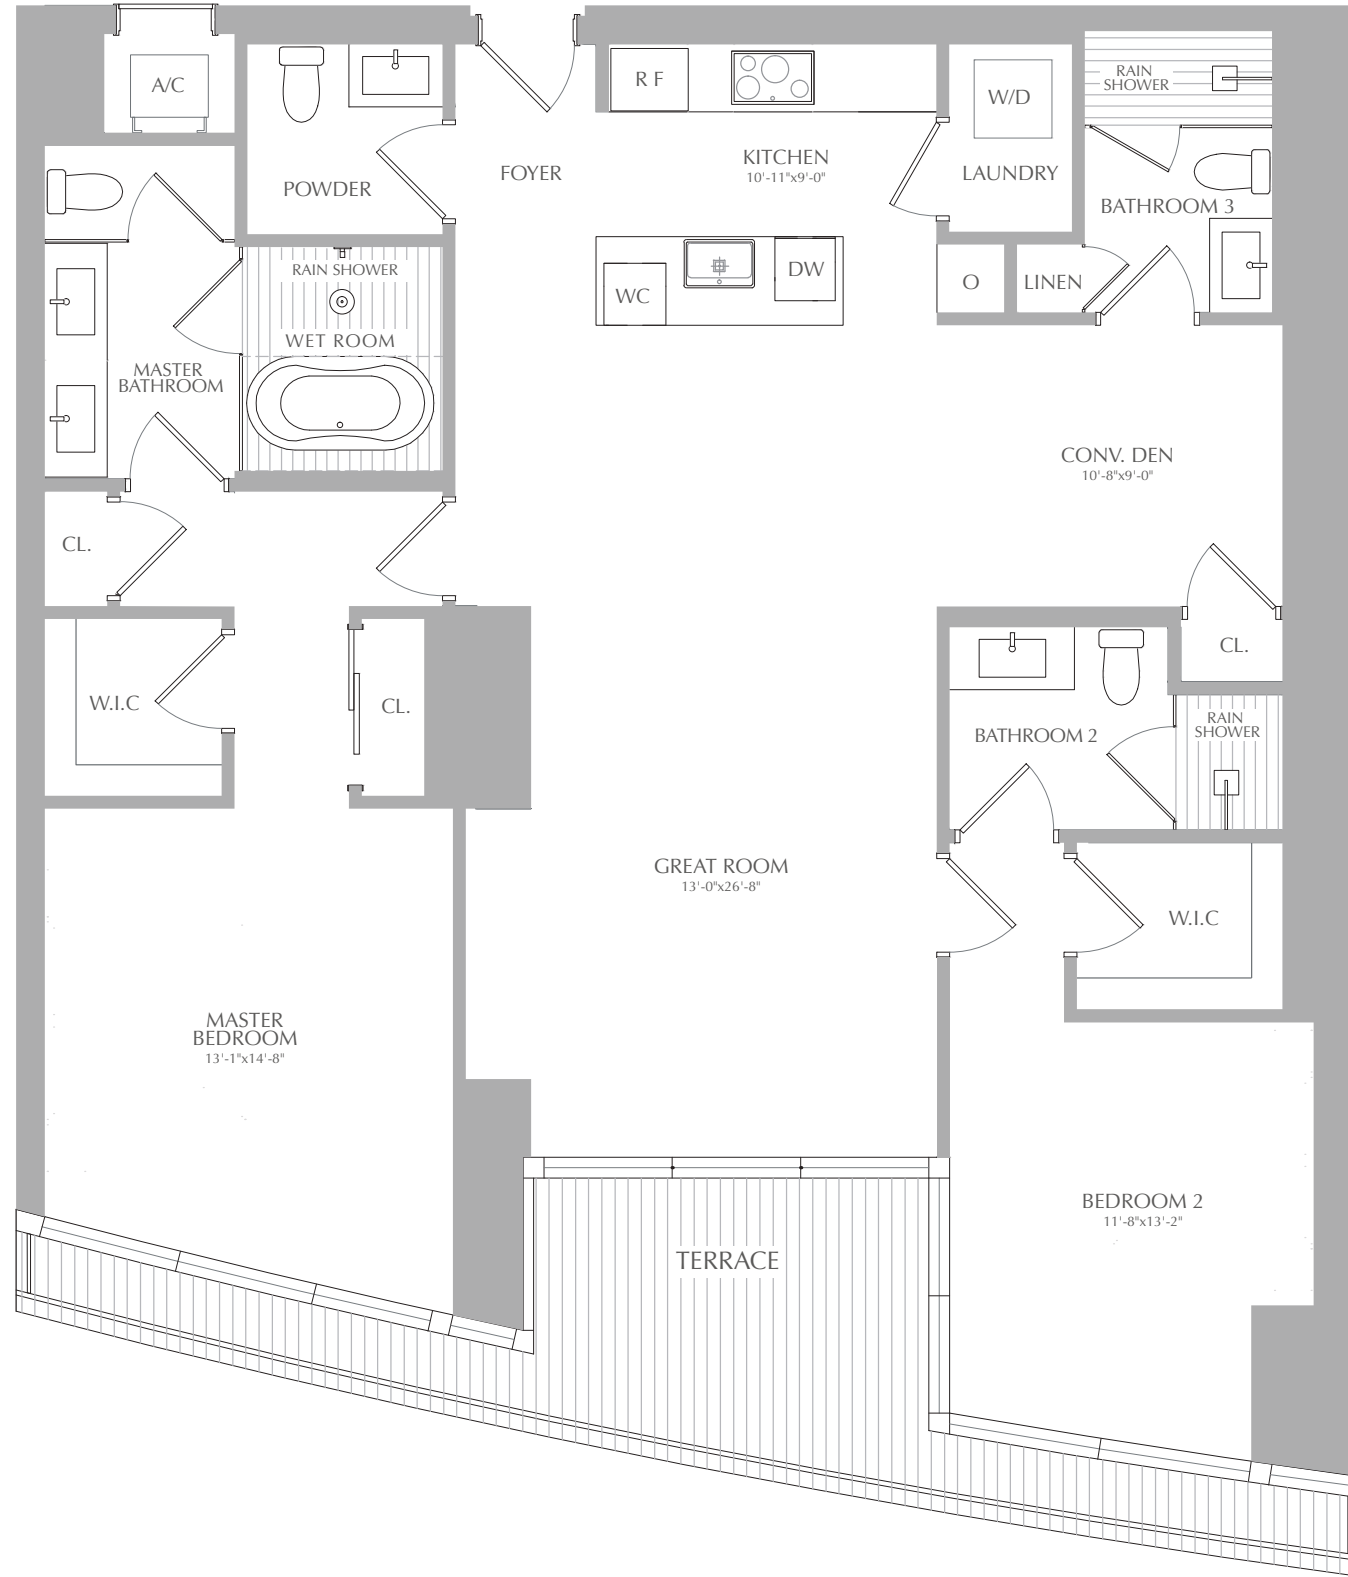 A/C
R F
W/D
RAIN
SHOWER
POWDER
FOYER
KITCHEN
10'-11"x9'-0"
LAUNDRY
BATHROOM 3
RAIN SHOWER
WET ROOM
WC
DW
O
LINEN
MASTER
BATHROOM
CONV. DEN
10'-8"x9'-0"
CL.
W.I.C
CL.
CL.
BATHROOM 2
RAIN
SHOWER
GREAT ROOM
13'-0"x26'-8"
W.I.C
MASTER
BEDROOM
13'-1"x14'-8"
BEDROOM 2
11'-8"x13'-2"
TERRACE